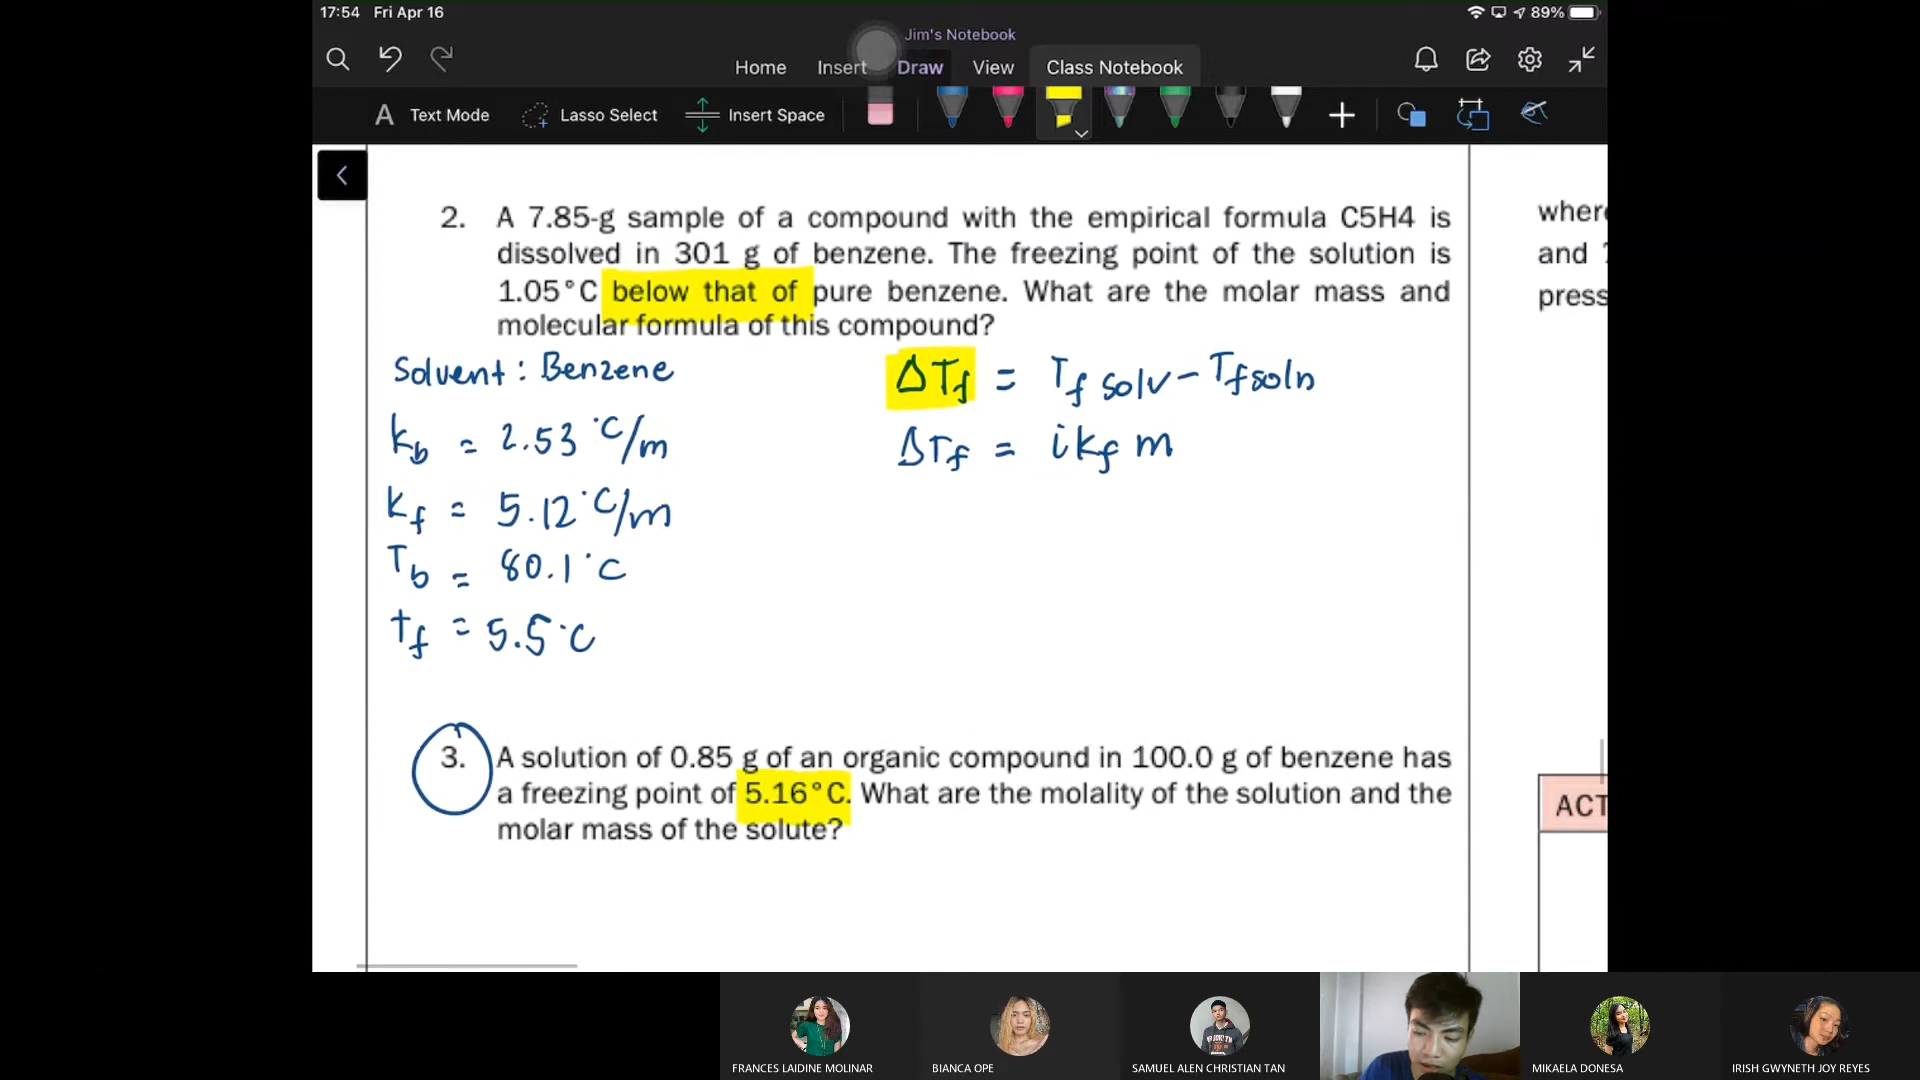 17:54 Fri Apr 16
89%
Jim's Notebook
Home Insert Draw View Class Notebook
A Text Mode Lasso Select Insert Space
2. A 7.85-g sample of a compound with the empirical formula C5H4 is
dissolved in 301 g of benzene. The freezing point of the solution is
1.05°C below that of pure benzene. What are the molar mass and
molecular formula of this compound?
Solvent: Benzene
Kb = 2.53 °C/m
Kf = 5.12 °C/m
Tb = 80.1 °C
tf = 5.5 °C
ΔTf = Tf solv - Tf soln
ΔTf = i kf m
3. A solution of 0.85 g of an organic compound in 100.0 g of benzene has
a freezing point of 5.16°C. What are the molality of the solution and the
molar mass of the solute?
where
and
press
ACT
FRANCES LAIDINE MOLINAR
BIANCA OPE
SAMUEL ALEN CHRISTIAN TAN
MIKAELA DONESA
IRISH GWYNETH JOY REYES